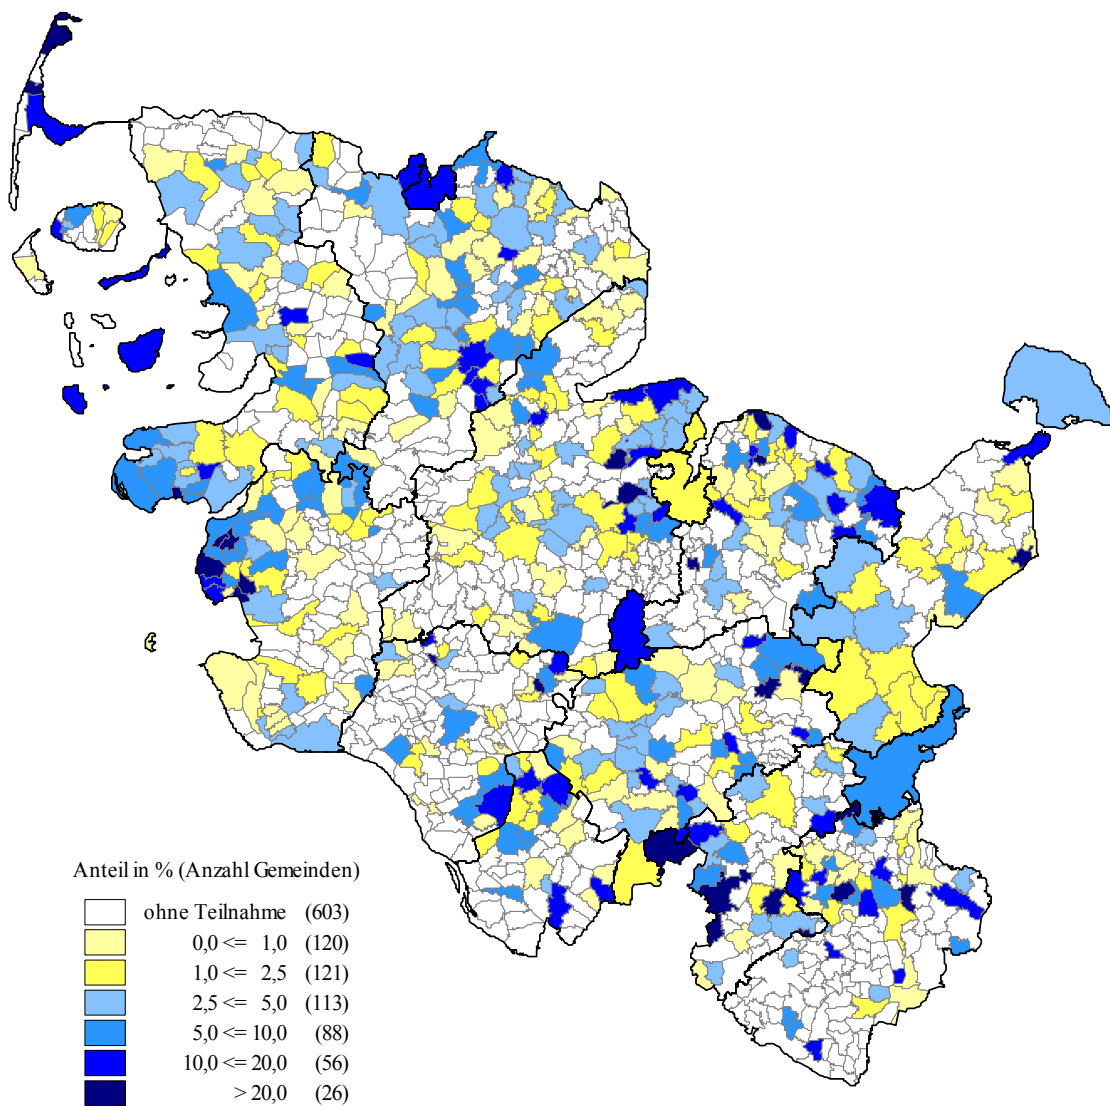 Anteil in % (Anzahl Gemeinden)
ohne Teilnahme (603)
0,0 <= 1,0 (120)
1,0 <= 2,5 (121)
2,5 <= 5,0 (113)
5,0 <= 10,0 (88)
10,0 <= 20,0 (56)
> 20,0 (26)